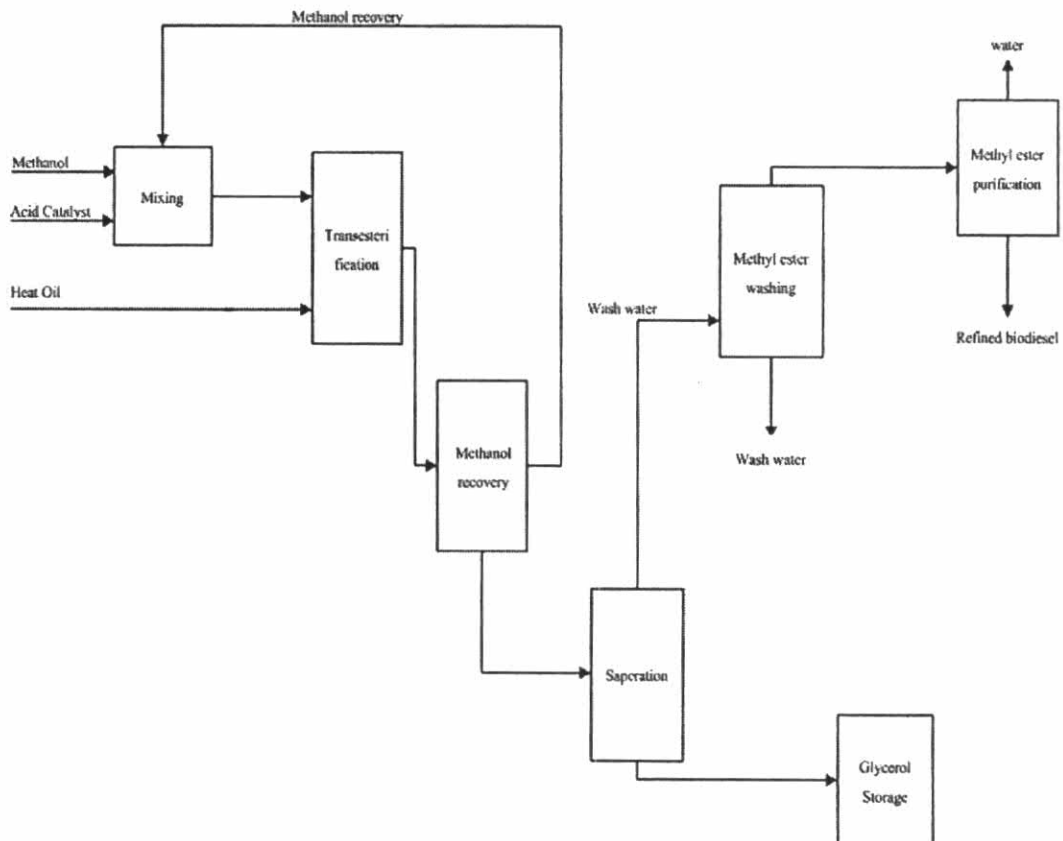 Methanol recovery
water
Methyl ester
purification
Methanol
Mixing
Acid Catalyst
Transesteri
fication
Methyl ester
washing
Heat Oil
Wash water
Refined biodiesel
Methanol
recovery
Wash water
Saperation
Glycerol
Storage